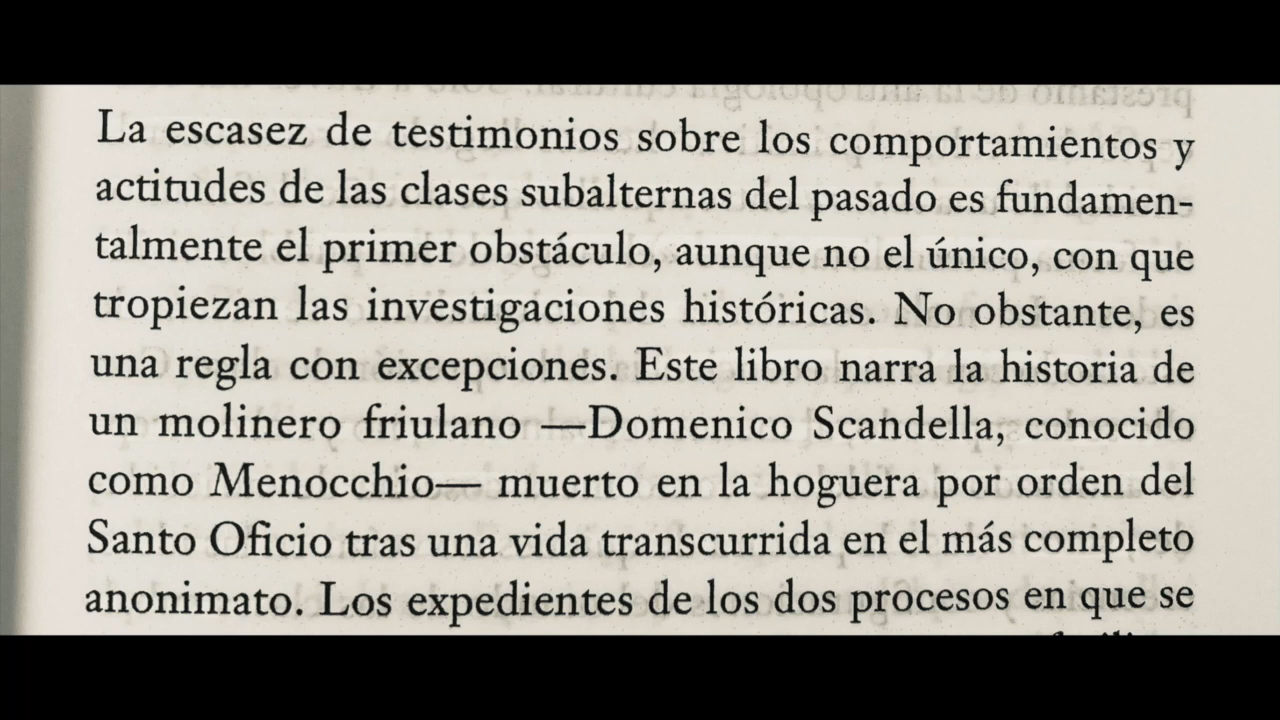 La escasez de testimonios sobre los comportamientos y
actitudes de las clases subalternas del pasado es fundamen-
talmente el primer obstáculo, aunque no el único, con que
tropiezan las investigaciones históricas. No obstante, es
una regla con excepciones. Este libro narra la historia de
un molinero friulano —Domenico Scandella, conocido
como Menocchio— muerto en la hoguera por orden del
Santo Oficio tras una vida transcurrida en el más completo
anonimato. Los expedientes de los dos procesos en que se